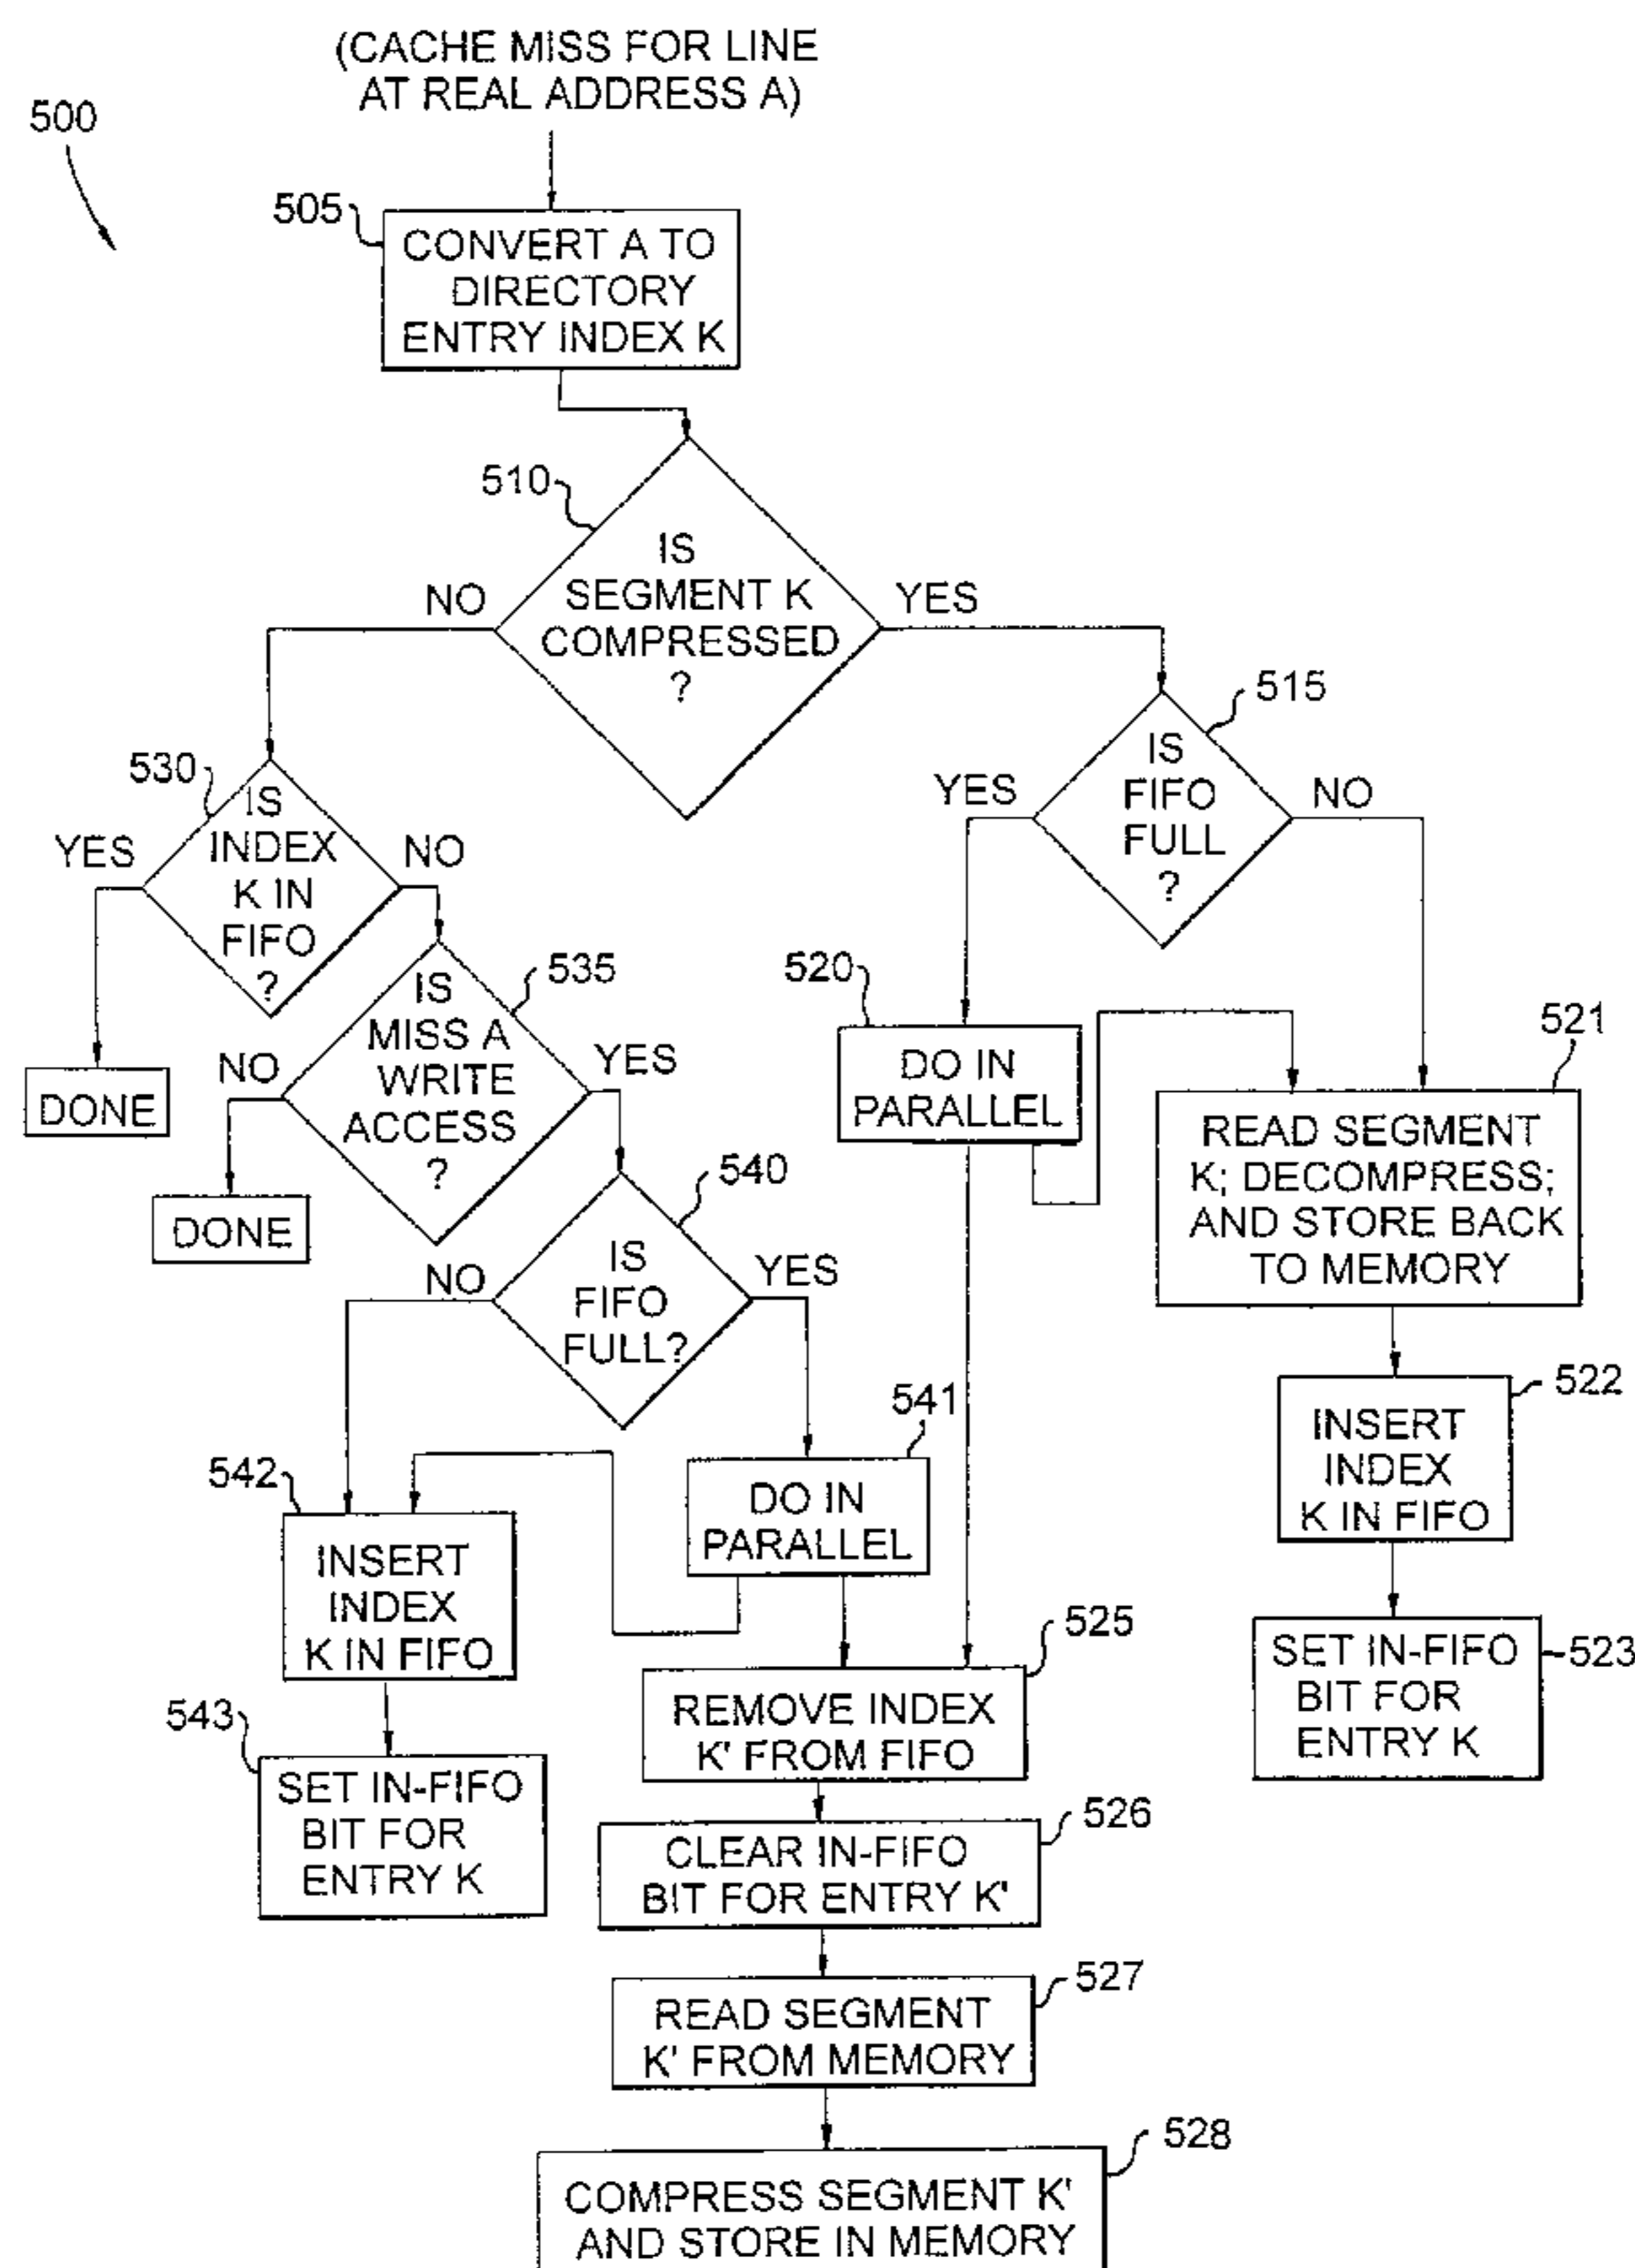 (CACHE MISS FOR LINE
AT REAL ADDRESS A)
500
505
CONVERT A TO
DIRECTORY
ENTRY INDEX K
510
IS
SEGMENT K
COMPRESSED
?
NO
YES
515
IS
FIFO
FULL
?
YES
NO
530
IS
INDEX
K IN
FIFO
?
YES
NO
DONE
535
IS
MISS A
WRITE
ACCESS
?
NO
YES
DONE
520
DO IN
PARALLEL
521
READ SEGMENT
K; DECOMPRESS;
AND STORE BACK
TO MEMORY
540
IS
FIFO
FULL?
NO
YES
522
INSERT
INDEX
K IN FIFO
541
DO IN
PARALLEL
542
INSERT
INDEX
K IN FIFO
523
SET IN-FIFO
BIT FOR
ENTRY K
525
REMOVE INDEX
K' FROM FIFO
543
SET IN-FIFO
BIT FOR
ENTRY K
526
CLEAR IN-FIFO
BIT FOR ENTRY K'
527
READ SEGMENT
K' FROM MEMORY
528
COMPRESS SEGMENT K'
AND STORE IN MEMORY